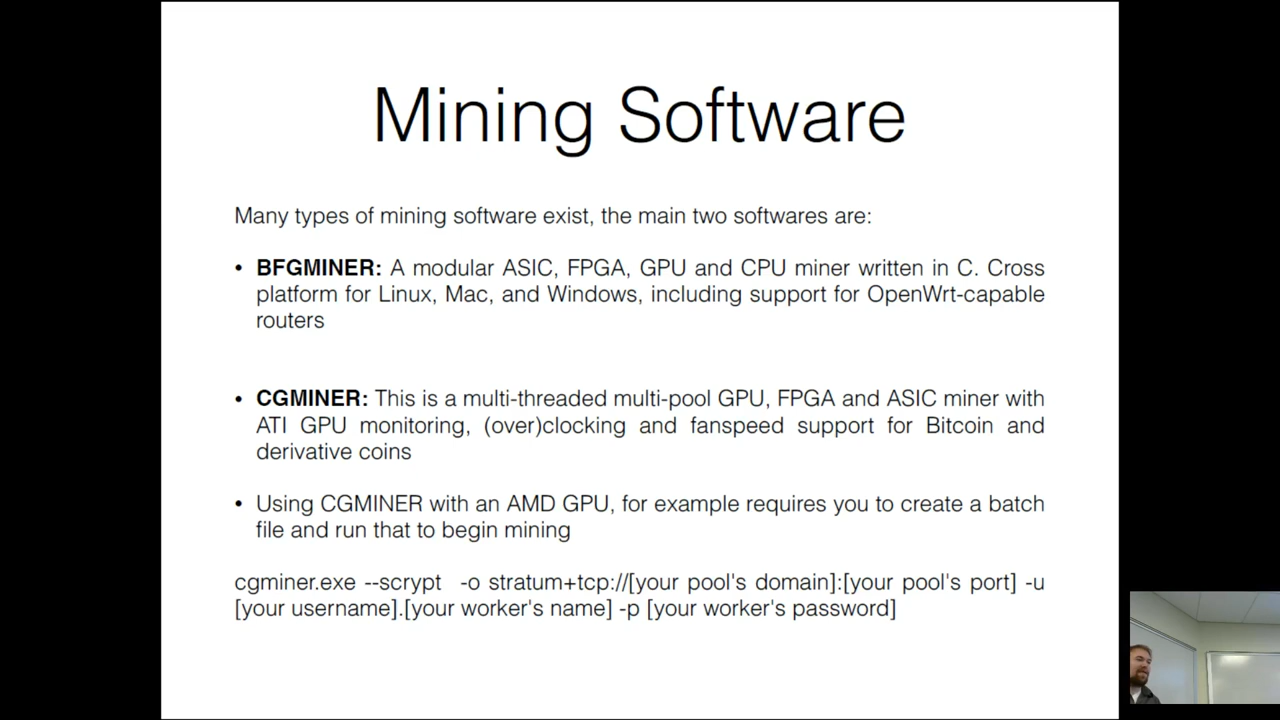 Mining Software
Many types of mining software exist, the main two softwares are:
• BFGMINER: A modular ASIC, FPGA, GPU and CPU miner written in C. Cross
platform for Linux, Mac, and Windows, including support for OpenWrt-capable
routers
• CGMINER: This is a multi-threaded multi-pool GPU, FPGA and ASIC miner with
ATI GPU monitoring, (over)clocking and fanspeed support for Bitcoin and
derivative coins
• Using CGMINER with an AMD GPU, for example requires you to create a batch
file and run that to begin mining
cgminer.exe --scrypt -o stratum+tcp://[your pool's domain]:[your pool's port] -u
[your username].[your worker's name] -p [your worker's password]